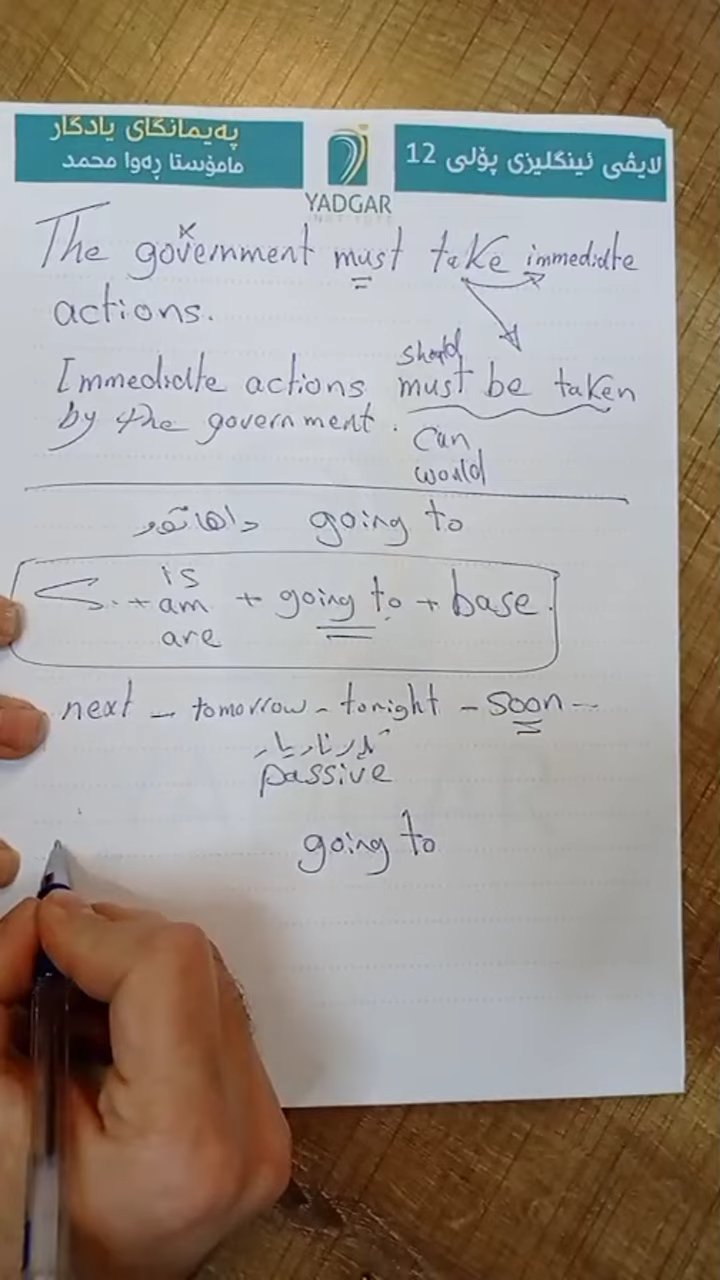 پەیمانگای یادگار
مامۆستا ڕەوا محمد
YADGAR
لایڤی ئینگلیزی پۆلی 12
The government must take immediate
actions.
should
Immediate actions must be taken
by the government.
can
would
داهاتوو going to
S. + is
am + going to + base.
are
next - tomorrow - tonight - soon --
بکەرنادیار
passive
going to